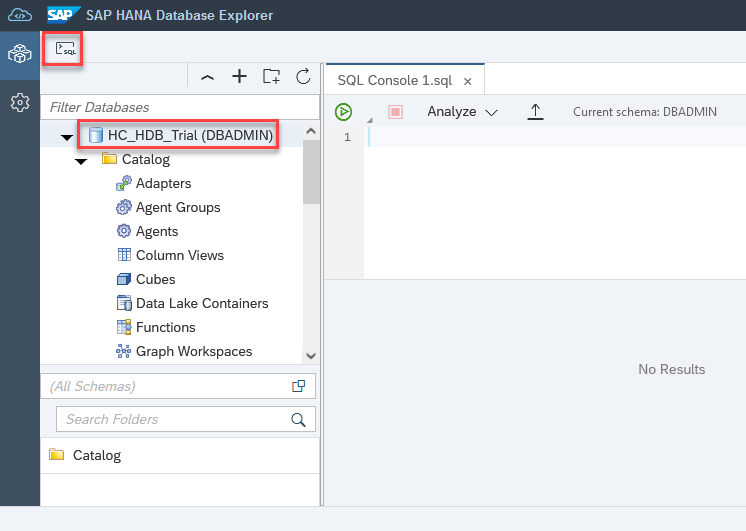 SAP SAP HANA Database Explorer
SQL
SQL Console 1.sql ×
Filter Databases
Analyze
Current schema: DBADMIN
HC_HDB_Trial (DBADMIN)
1
Catalog
Adapters
Agent Groups
Agents
Column Views
Cubes
Data Lake Containers
Functions
Graph Workspaces
No Results
(All Schemas)
Search Folders
Catalog